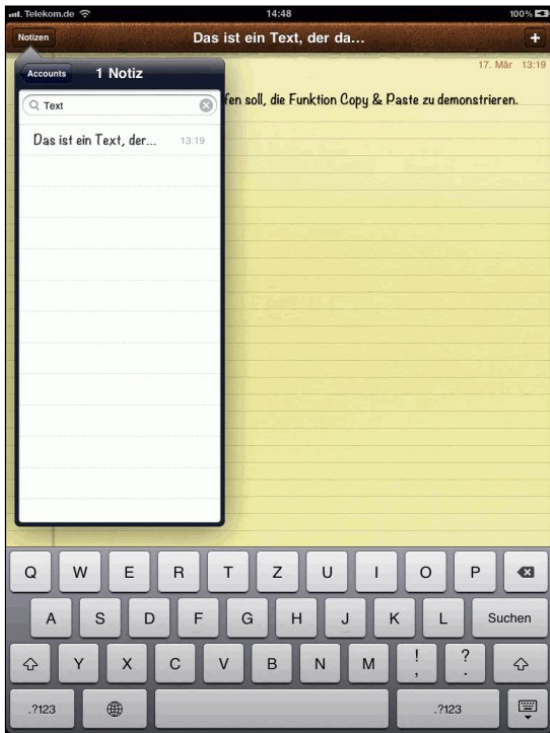 Telekom.de 14:48 100%
Notizen Das ist ein Text, der da... +
17. Mär 13:19
Accounts 1 Notiz
Text
fen soll, die Funktion Copy & Paste zu demonstrieren.
Das ist ein Text, der... 13:19
Q W E R T Z U I O P
A S D F G H J K L Suchen
Y X C V B N M ! , ? .
.?123 .?123